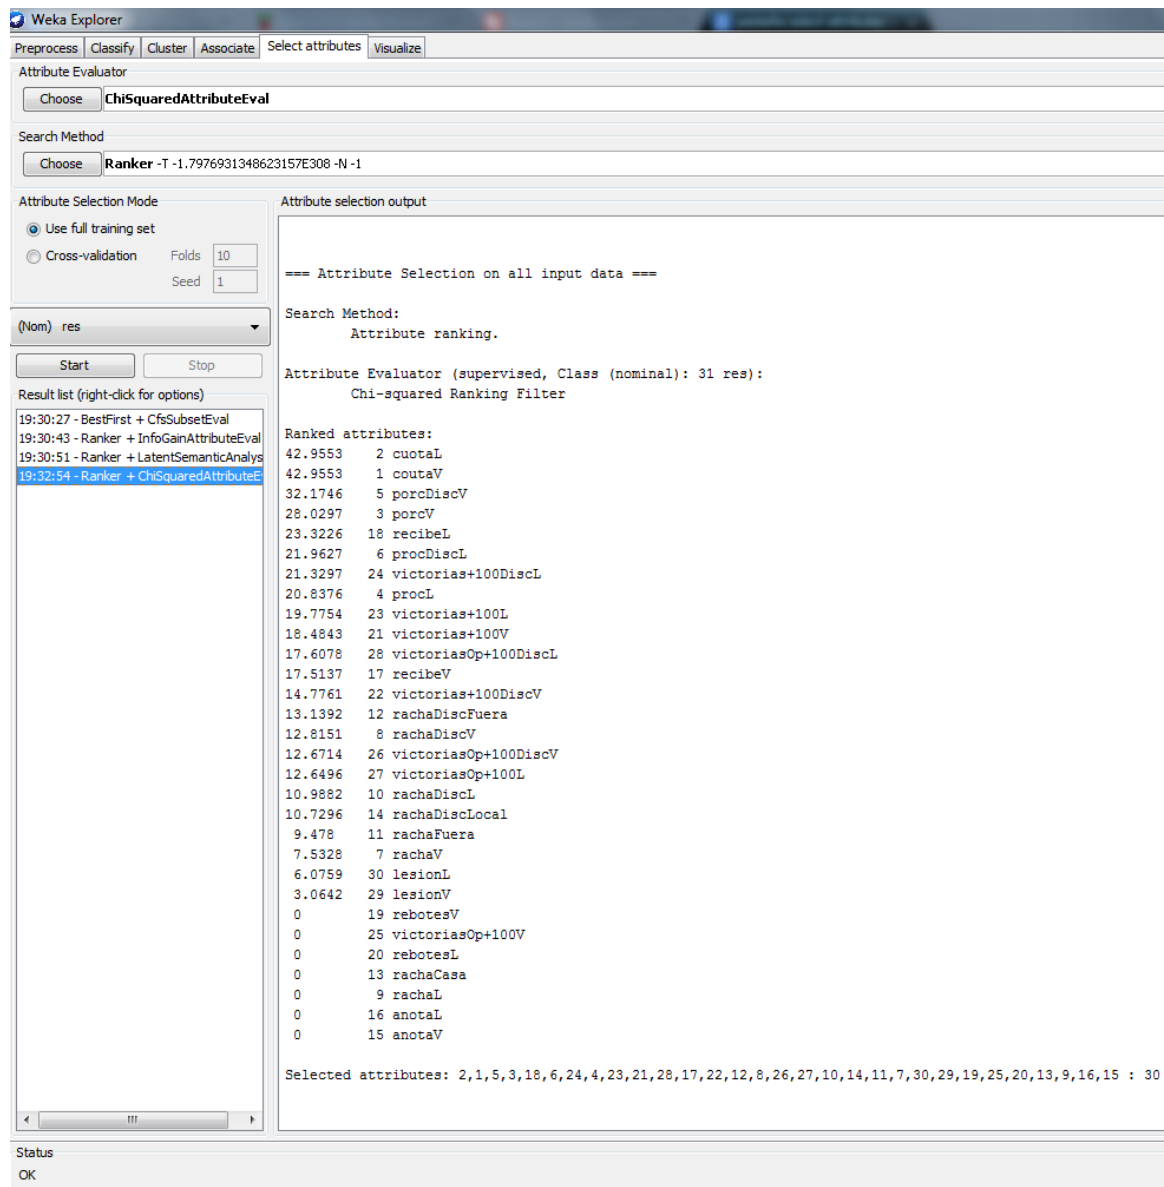 Weka Explorer
Preprocess Classify Cluster Associate Select attributes Visualize
Attribute Evaluator
Choose ChiSquaredAttributeEval
Search Method
Choose Ranker -T -1.7976931348623157E308 -N -1
Attribute Selection Mode
Use full training set
Cross-validation Folds 10
Seed 1
(Nom) res
Start Stop
Result list (right-click for options)
19:30:27 - BestFirst + CfsSubsetEval
19:30:43 - Ranker + InfoGainAttributeEval
19:30:51 - Ranker + LatentSemanticAnalys
19:32:54 - Ranker + ChiSquaredAttributeE
Attribute selection output
=== Attribute Selection on all input data ===
Search Method:
Attribute ranking.
Attribute Evaluator (supervised, Class (nominal): 31 res):
Chi-squared Ranking Filter
Ranked attributes:
42.9553 2 cuotaL
42.9553 1 coutaV
32.1746 5 porcDiscV
28.0297 3 porcV
23.3226 18 recibeL
21.9627 6 procDiscL
21.3297 24 victorias+100DiscL
20.8376 4 procL
19.7754 23 victorias+100L
18.4843 21 victorias+100V
17.6078 28 victoriasOp+100DiscL
17.5137 17 recibeV
14.7761 22 victorias+100DiscV
13.1392 12 rachaDiscFuera
12.8151 8 rachaDiscV
12.6714 26 victoriasOp+100DiscV
12.6496 27 victoriasOp+100L
10.9882 10 rachaDiscL
10.7296 14 rachaDiscLocal
9.478 11 rachaFuera
7.5328 7 rachaV
6.0759 30 lesionL
3.0642 29 lesionV
0 19 rebotesV
0 25 victoriasOp+100V
0 20 rebotesL
0 13 rachaCasa
0 9 rachaL
0 16 anotaL
0 15 anotaV
Selected attributes: 2,1,5,3,18,6,24,4,23,21,28,17,22,12,8,26,27,10,14,11,7,30,29,19,25,20,13,9,16,15 : 30
Status
OK